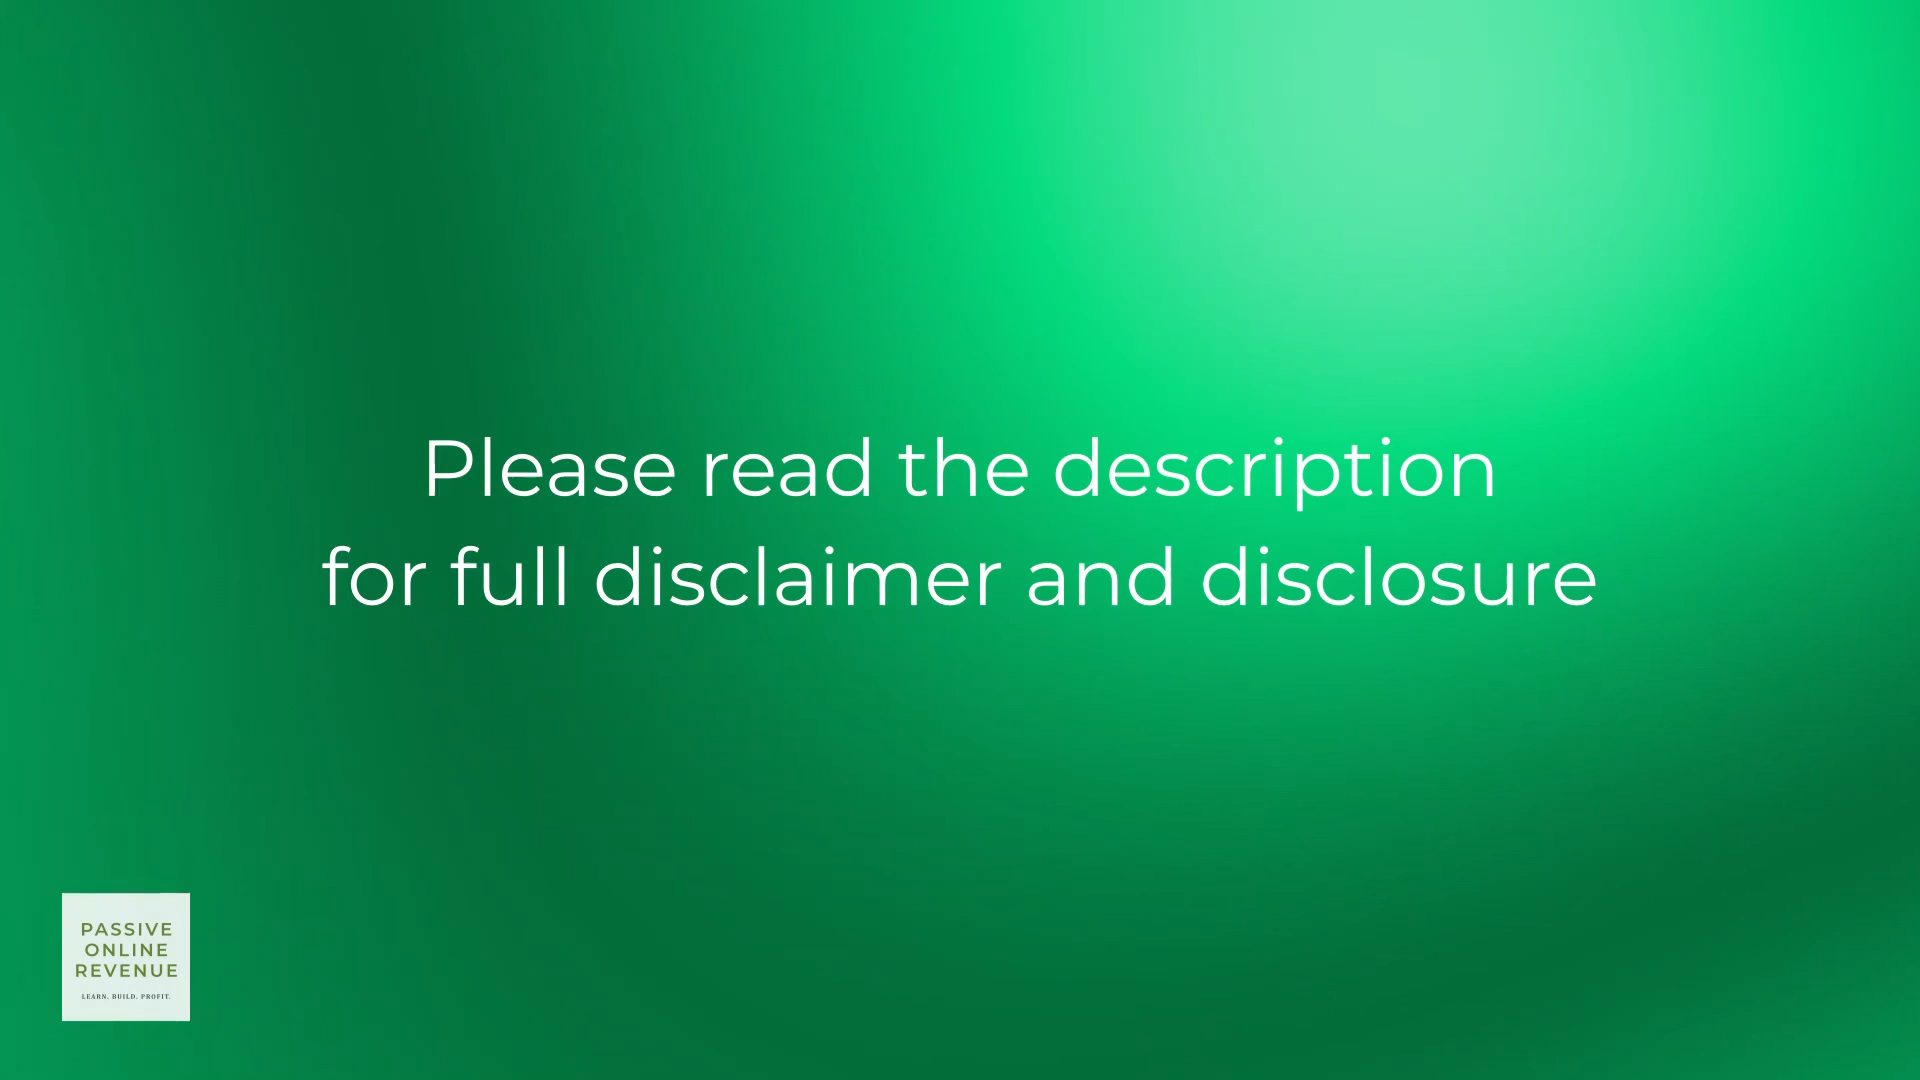 Please read the description
for full disclaimer and disclosure
PASSIVE
ONLINE
REVENUE
LEARN. BUILD. PROFIT.